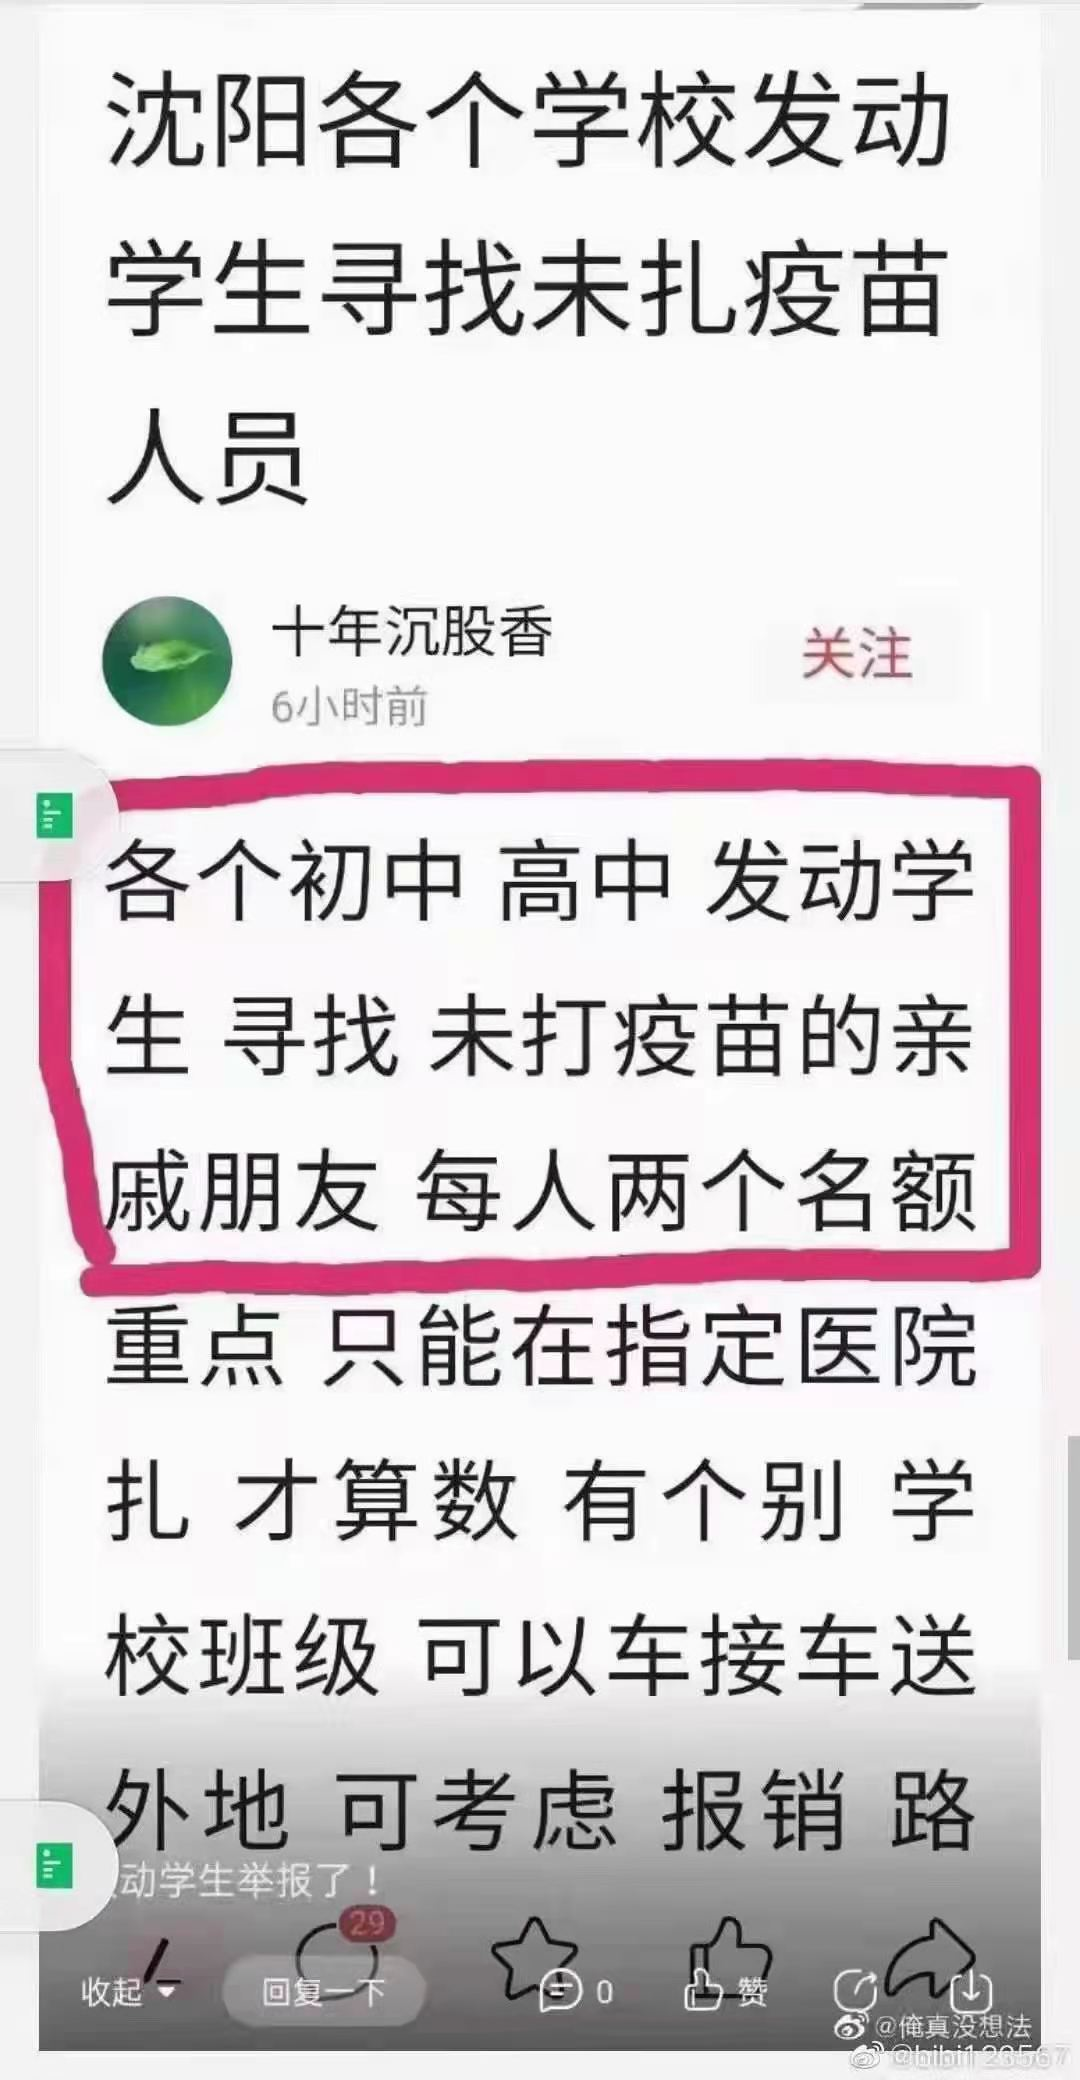 沈阳各个学校发动
学生寻找未扎疫苗
人员
十年沉股香
关注
6小时前
各个初中 高中 发动学
生 寻找 未打疫苗的亲
戚朋友 每人两个名额
重点 只能在指定医院
扎 才算数 有个别 学
校班级 可以车接车送
外地 可考虑 报销 路
动学生举报了！
29
收起
回复一下
0
赞
@俺真没想法
@bibi123567